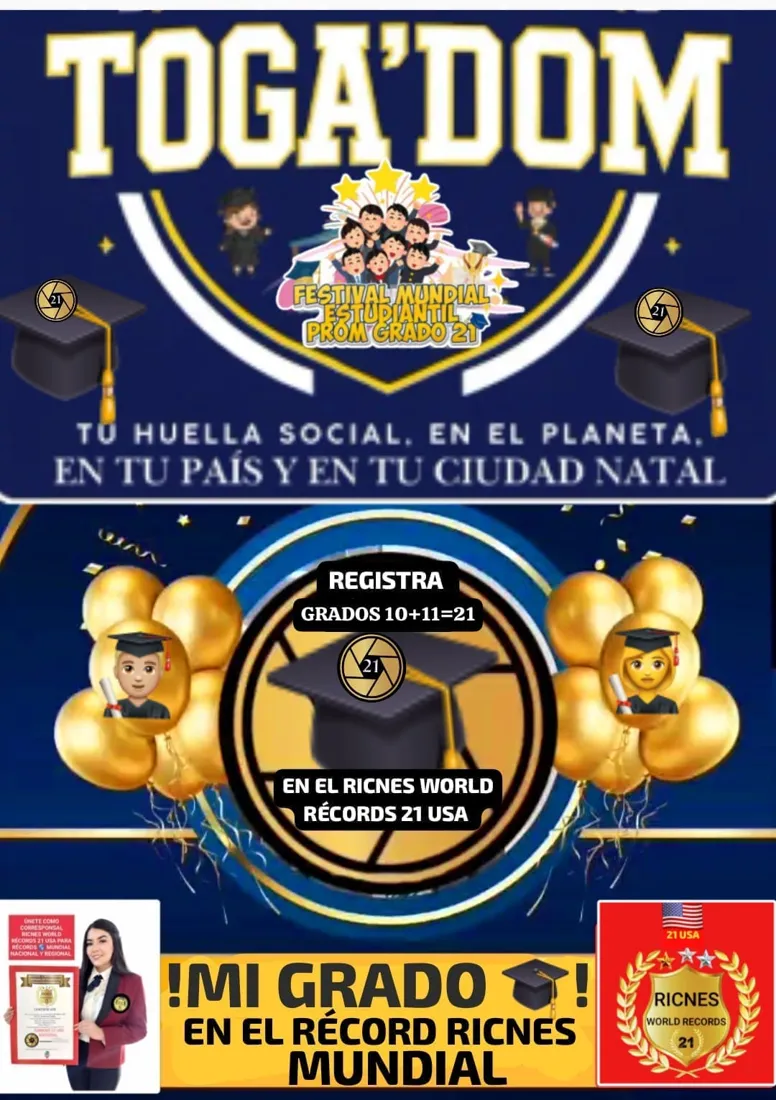 TOGA'DOM
FESTIVAL MUNDIAL
ESTUDIANTIL
PROM GRADO 21
21
21
TU HUELLA SOCIAL. EN EL PLANETA,
EN TU PAÍS Y EN TU CIUDAD NATAL
REGISTRA
GRADOS 10+11=21
21
EN EL RICNES WORLD
RÉCORDS 21 USA
ÚNETE COMO
CORRESPONSAL
RICNES WORLD
RECORDS 21 USA PARA
RÉCORDS MUNDIAL
NACIONAL Y REGIONAL
!MI GRADO !
EN EL RÉCORD RICNES
MUNDIAL
21 USA
RICNES
WORLD RECORDS
21